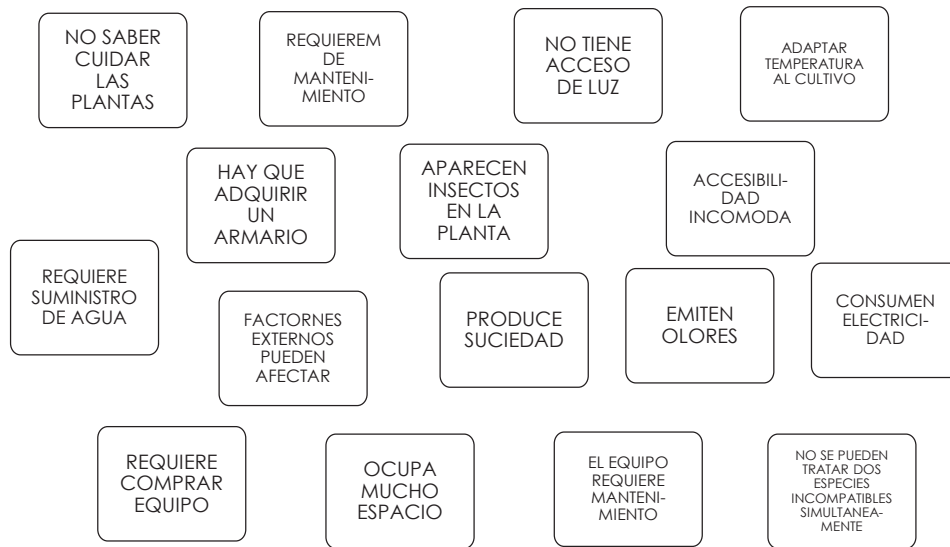 NO SABER
CUIDAR
LAS
PLANTAS
REQUIEREM
DE
MANTENI-
MIENTO
NO TIENE
ACCESO
DE LUZ
ADAPTAR
TEMPERATURA
AL CULTIVO
HAY QUE
ADQUIRIR
UN
ARMARIO
APARECEN
INSECTOS
EN LA
PLANTA
ACCESIBILI-
DAD
INCOMODA
REQUIERE
SUMINISTRO
DE AGUA
FACTORNES
EXTERNOS
PUEDEN
AFECTAR
PRODUCE
SUCIEDAD
EMITEN
OLORES
CONSUMEN
ELECTRICI-
DAD
REQUIERE
COMPRAR
EQUIPO
OCUPA
MUCHO
ESPACIO
EL EQUIPO
REQUIERE
MANTENI-
MIENTO
NO SE PUEDEN
TRATAR DOS
ESPECIES
INCOMPATIBLES
SIMULTANEA-
MENTE